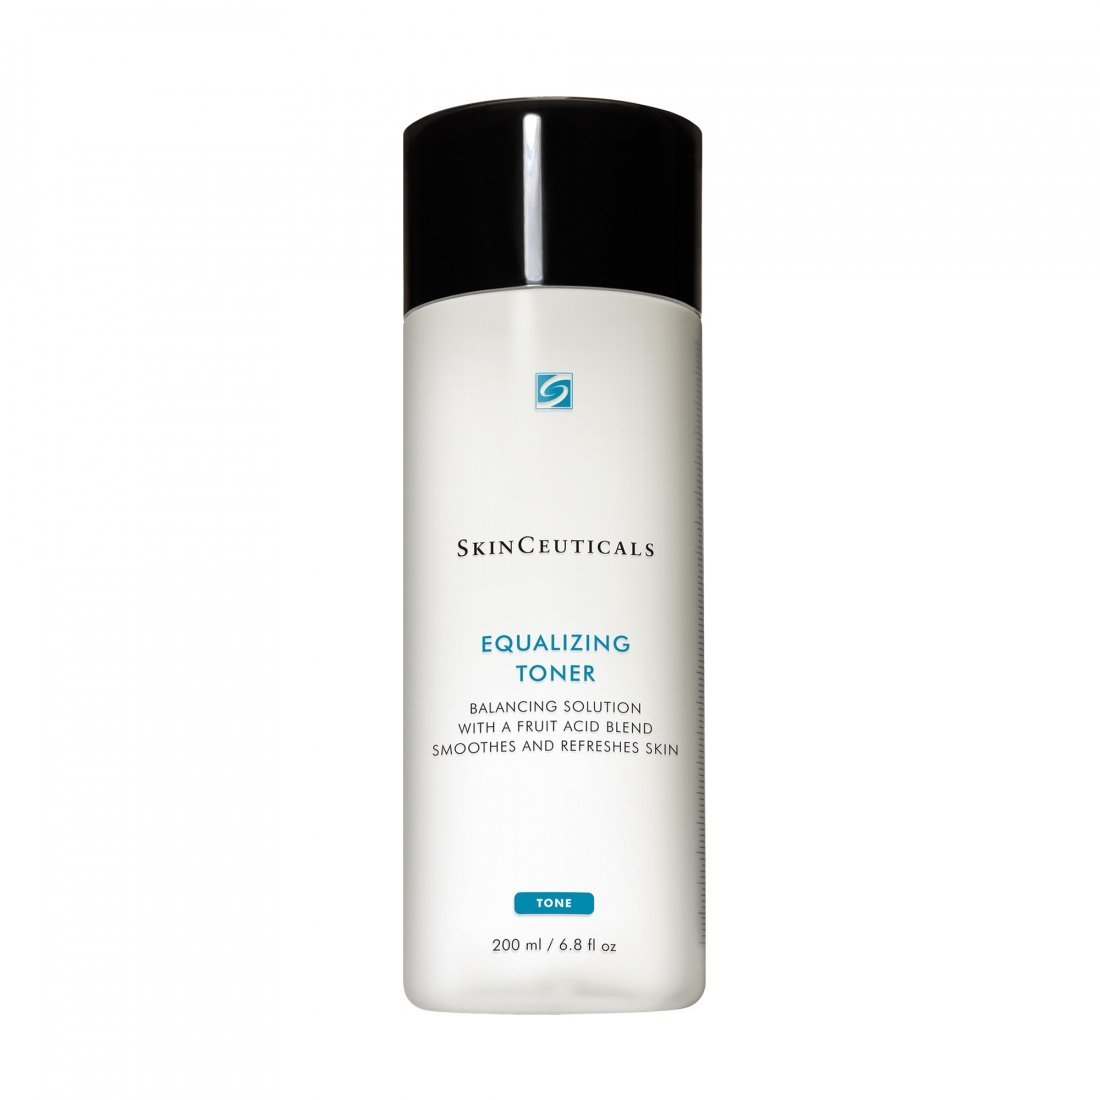 SKINCEUTICALS
EQUALIZING
TONER
BALANCING SOLUTION
WITH A FRUIT ACID BLEND
SMOOTHES AND REFRESHES SKIN
TONE
200 ml / 6.8 fl oz